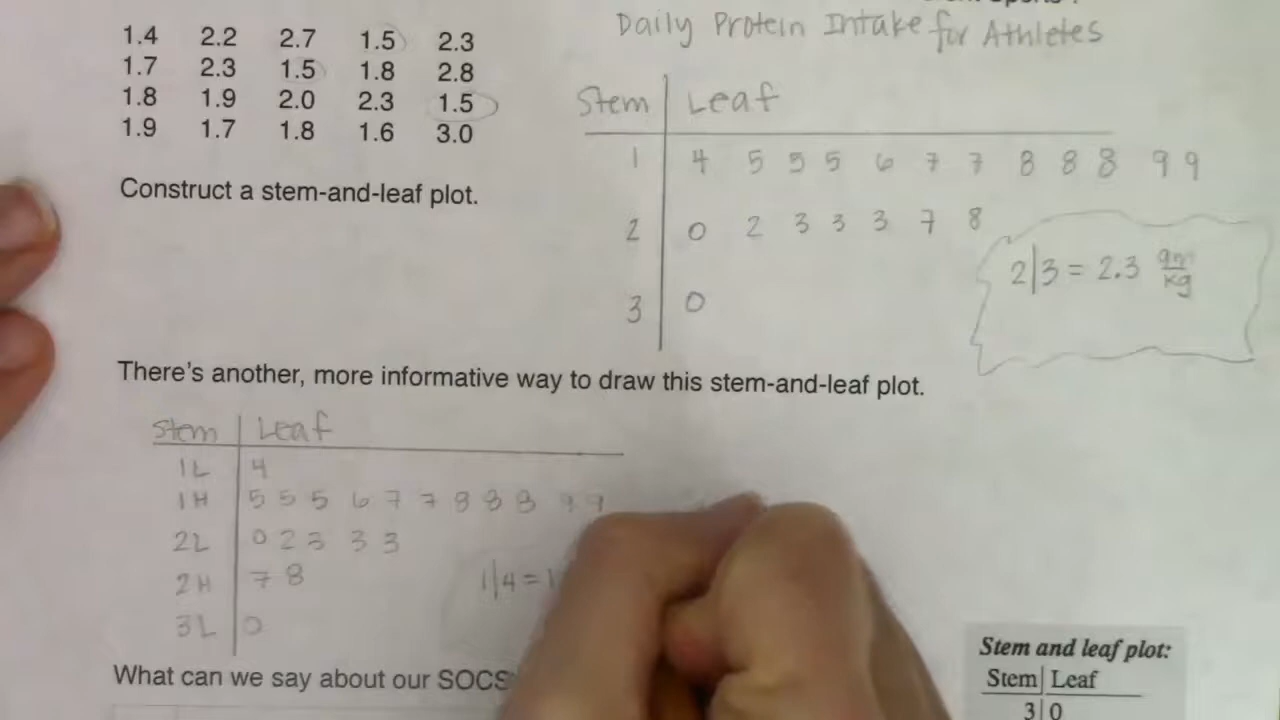 Daily Protein Intake for Athletes
1.4 2.2 2.7 1.5 2.3
1.7 2.3 1.5 1.8 2.8
1.8 1.9 2.0 2.3 1.5
1.9 1.7 1.8 1.6 3.0
Construct a stem-and-leaf plot.
Stem Leaf
1 4 5 5 5 6 7 7 8 8 8 9 9
2 0 2 3 3 3 7 8
3 0
2|3 = 2.3 gm/kg
There's another, more informative way to draw this stem-and-leaf plot.
Stem Leaf
1L 4
1H 5 5 5 6 7 7 8 8 8 9 9
2L 0 2 3 3 3
2H 7 8
3L 0
1|4 = 1
What can we say about our SOCS
Stem and leaf plot:
Stem Leaf
3|0